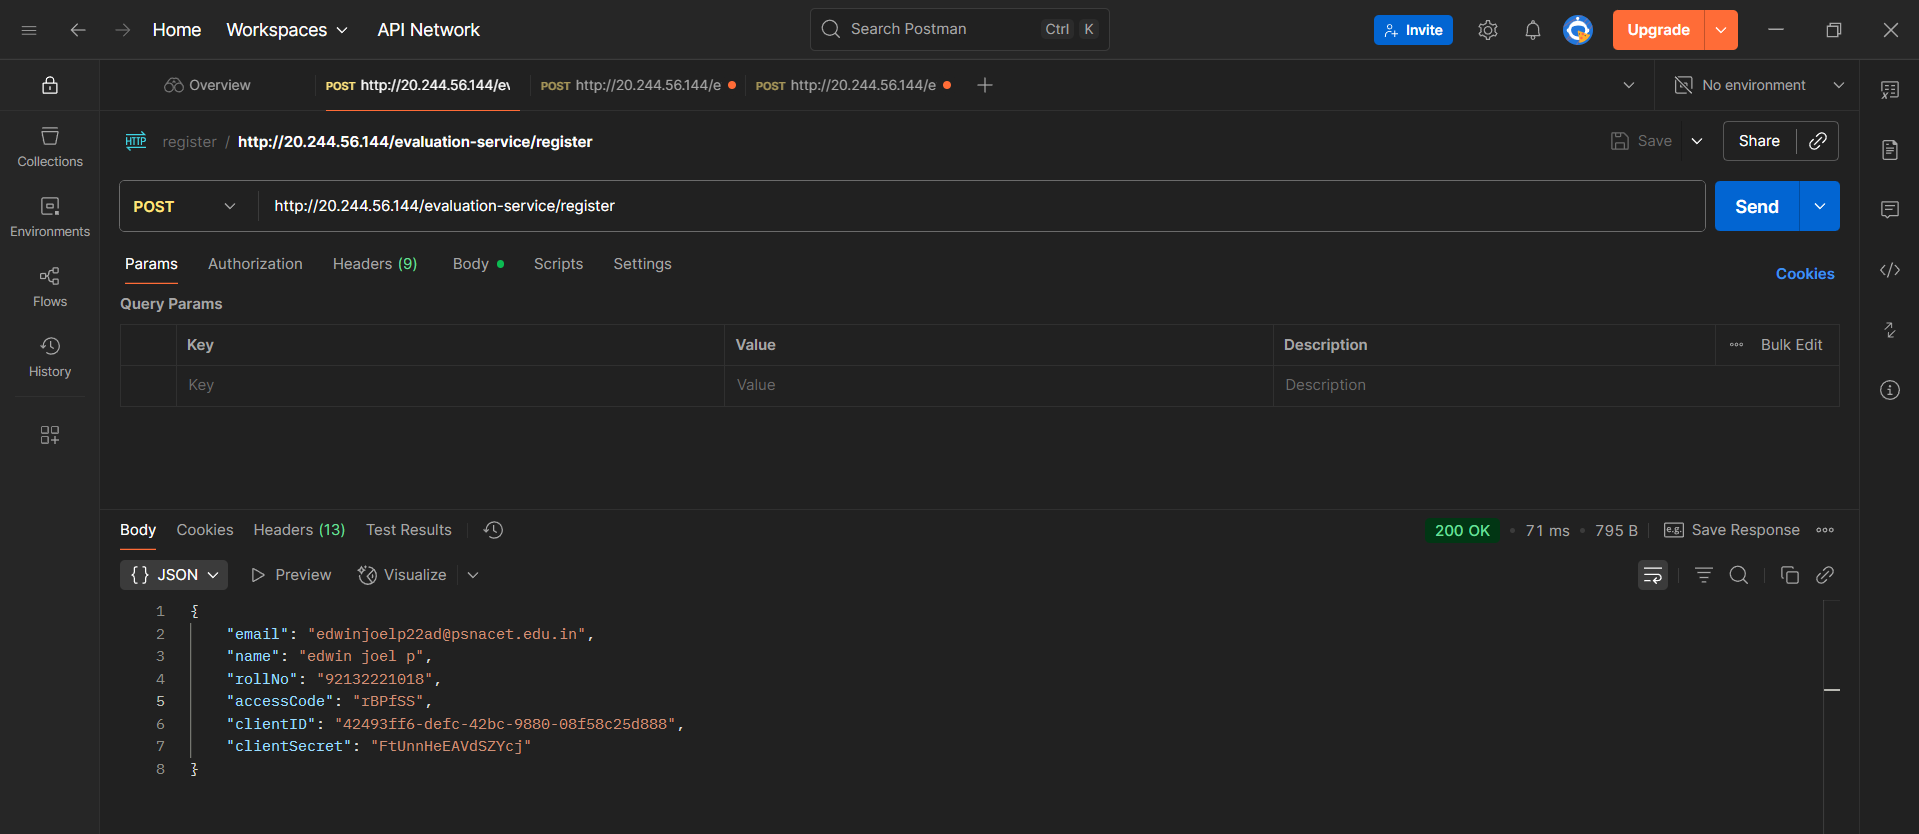 Home Workspaces API Network Search Postman Ctrl K Invite Upgrade
Overview POST http://20.244.56.144/ev POST http://20.244.56.144/e POST http://20.244.56.144/e No environment
HTTP register / http://20.244.56.144/evaluation-service/register Save Share
Collections
POST http://20.244.56.144/evaluation-service/register Send
Environments
Params Authorization Headers (9) Body Scripts Settings Cookies
Flows
Query Params
Key Value Description Bulk Edit
History
Key Value Description
Body Cookies Headers (13) Test Results 200 OK 71 ms 795 B e.g. Save Response
{} JSON Preview Visualize
1 {
2 "email": "edwinjoelp22ad@psnacet.edu.in",
3 "name": "edwin joel p",
4 "rollNo": "92132221018",
5 "accessCode": "rBPfSS",
6 "clientID": "42493ff6-defc-42bc-9880-08f58c25d888",
7 "clientSecret": "FtUnnHeEAVdSZYcj"
8 }